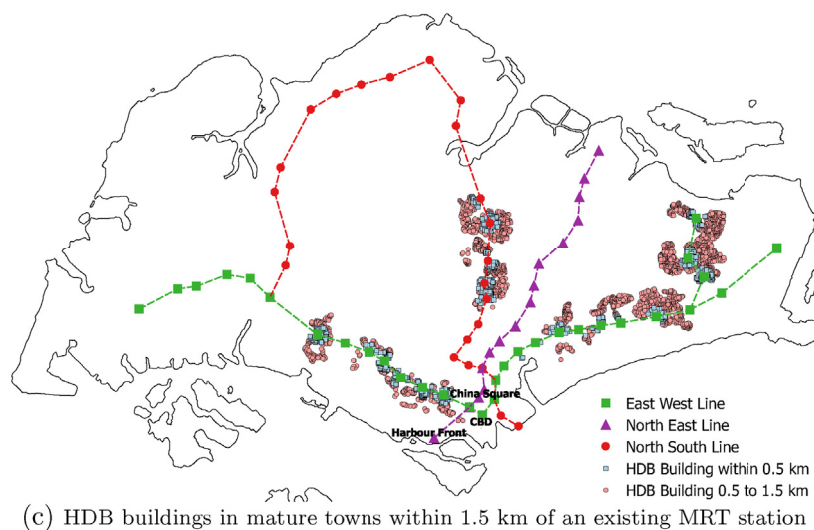 China Square
CBD
Harbour Front
East West Line
North East Line
North South Line
HDB Building within 0.5 km
HDB Building 0.5 to 1.5 km
(c) HDB buildings in mature towns within 1.5 km of an existing MRT station